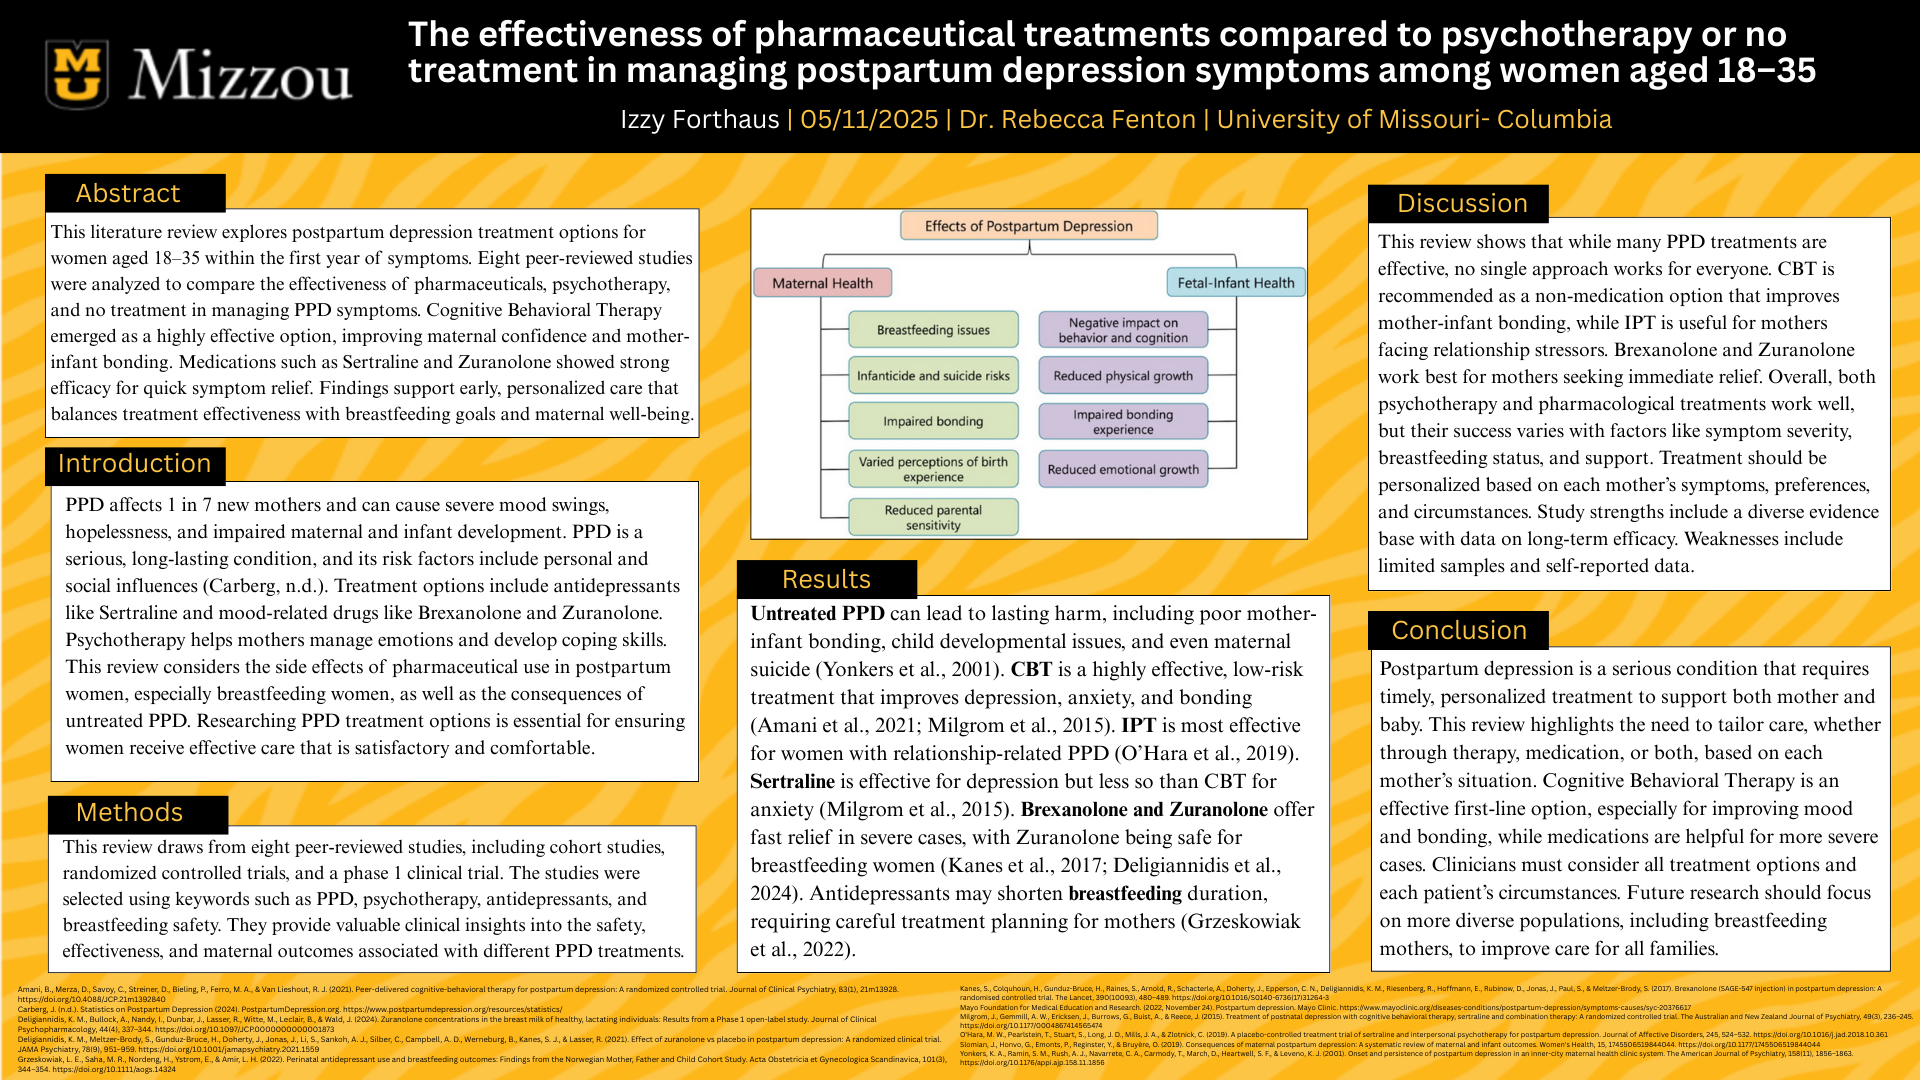 The effectiveness of pharmaceutical treatments compared to psychotherapy or no
treatment in managing postpartum depression symptoms among women aged 18–35
Mizzou
Izzy Forthaus | 05/11/2025 | Dr. Rebecca Fenton | University of Missouri- Columbia
Abstract
This literature review explores postpartum depression treatment options for
women aged 18–35 within the first year of symptoms. Eight peer-reviewed studies
were analyzed to compare the effectiveness of pharmaceuticals, psychotherapy,
and no treatment in managing PPD symptoms. Cognitive Behavioral Therapy
emerged as a highly effective option, improving maternal confidence and mother-
infant bonding. Medications such as Sertraline and Zuranolone showed strong
efficacy for quick symptom relief. Findings support early, personalized care that
balances treatment effectiveness with breastfeeding goals and maternal well-being.
Introduction
PPD affects 1 in 7 new mothers and can cause severe mood swings,
hopelessness, and impaired maternal and infant development. PPD is a
serious, long-lasting condition, and its risk factors include personal and
social influences (Carberg, n.d.). Treatment options include antidepressants
like Sertraline and mood-related drugs like Brexanolone and Zuranolone.
Psychotherapy helps mothers manage emotions and develop coping skills.
This review considers the side effects of pharmaceutical use in postpartum
women, especially breastfeeding women, as well as the consequences of
untreated PPD. Researching PPD treatment options is essential for ensuring
women receive effective care that is satisfactory and comfortable.
Methods
This review draws from eight peer-reviewed studies, including cohort studies,
randomized controlled trials, and a phase 1 clinical trial. The studies were
selected using keywords such as PPD, psychotherapy, antidepressants, and
breastfeeding safety. They provide valuable clinical insights into the safety,
effectiveness, and maternal outcomes associated with different PPD treatments.
Effects of Postpartum Depression
Maternal Health
Breastfeeding issues
Infanticide and suicide risks
Impaired bonding
Varied perceptions of birth
experience
Reduced parental
sensitivity
Fetal-Infant Health
Negative impact on
behavior and cognition
Reduced physical growth
Impaired bonding
experience
Reduced emotional growth
Results
Untreated PPD can lead to lasting harm, including poor mother-
infant bonding, child developmental issues, and even maternal
suicide (Yonkers et al., 2001). CBT is a highly effective, low-risk
treatment that improves depression, anxiety, and bonding
(Amani et al., 2021; Milgrom et al., 2015). IPT is most effective
for women with relationship-related PPD (O’Hara et al., 2019).
Sertraline is effective for depression but less so than CBT for
anxiety (Milgrom et al., 2015). Brexanolone and Zuranolone offer
fast relief in severe cases, with Zuranolone being safe for
breastfeeding women (Kanes et al., 2017; Deligiannidis et al.,
2024). Antidepressants may shorten breastfeeding duration,
requiring careful treatment planning for mothers (Grzeskowiak
et al., 2022).
Discussion
This review shows that while many PPD treatments are
effective, no single approach works for everyone. CBT is
recommended as a non-medication option that improves
mother-infant bonding, while IPT is useful for mothers
facing relationship stressors. Brexanolone and Zuranolone
work best for mothers seeking immediate relief. Overall, both
psychotherapy and pharmacological treatments work well,
but their success varies with factors like symptom severity,
breastfeeding status, and support. Treatment should be
personalized based on each mother’s symptoms, preferences,
and circumstances. Study strengths include a diverse evidence
base with data on long-term efficacy. Weaknesses include
limited samples and self-reported data.
Conclusion
Postpartum depression is a serious condition that requires
timely, personalized treatment to support both mother and
baby. This review highlights the need to tailor care, whether
through therapy, medication, or both, based on each
mother’s situation. Cognitive Behavioral Therapy is an
effective first-line option, especially for improving mood
and bonding, while medications are helpful for more severe
cases. Clinicians must consider all treatment options and
each patient’s circumstances. Future research should focus
on more diverse populations, including breastfeeding
mothers, to improve care for all families.
Amani, B., Merza, D., Savoy, C., Streiner, D., Bieling, P., Ferro, M. A., & Van Lieshout, R. J. (2021). Peer-delivered cognitive-behavioral therapy for postpartum depression: A randomized controlled trial. Journal of Clinical Psychiatry, 83(1), 21m13928.
https://doi.org/10.4088/JCP.21m1392840
Carberg, J. (n.d.). Statistics on Postpartum Depression (2024). PostpartumDepression.org. https://www.postpartumdepression.org/resources/statistics/
Deligiannidis, K. M., Bullock, A., Nandy, I., Dunbar, J., Lasser, R., Witte, M., Leclair, B., & Wald, J. (2024). Zuranolone concentrations in the breast milk of healthy, lactating individuals: Results from a Phase 1 open-label study. Journal of Clinical
Psychopharmacology, 44(4), 337–344. https://doi.org/10.1097/JCP.0000000000001873
Deligiannidis, K. M., Meltzer-Brody, S., Gunduz-Bruce, H., Doherty, J., Jonas, J., Li, S., Sankoh, A. J., Silber, C., Campbell, A. D., Werneburg, B., Kanes, S. J., & Lasser, R. (2021). Effect of zuranolone vs placebo in postpartum depression: A randomized clinical trial.
JAMA Psychiatry, 78(9), 951–959. https://doi.org/10.1001/jamapsychiatry.2021.1559
Grzeskowiak, L. E., Saha, M. R., Nordeng, H., Ystrom, E., & Amir, L. H. (2022). Perinatal antidepressant use and breastfeeding outcomes: Findings from the Norwegian Mother, Father and Child Cohort Study. Acta Obstetricia et Gynecologica Scandinavica, 101(3),
344–354. https://doi.org/10.1111/aogs.14324
Kanes, S., Colquhoun, H., Gunduz-Bruce, H., Raines, S., Arnold, R., Schacterle, A., Doherty, J., Epperson, C. N., Deligiannidis, K. M., Riesenberg, R., Hoffmann, E., Rubinow, D., Jonas, J., Paul, S., & Meltzer-Brody, S. (2017). Brexanolone (SAGE-547 injection) in postpartum depression: A
randomised controlled trial. The Lancet, 390(10093), 480–489. https://doi.org/10.1016/S0140-6736(17)31264-3
Mayo Foundation for Medical Education and Research. (2022, November 24). Postpartum depression. Mayo Clinic. https://www.mayoclinic.org/diseases-conditions/postpartum-depression/symptoms-causes/syc-20376617
Milgrom, J., Gemmill, A. W., Ericksen, J., Burrows, G., Buist, A., & Reece, J. (2015). Treatment of postnatal depression with cognitive behavioral therapy, sertraline and combination therapy: A randomized controlled trial. The Australian and New Zealand Journal of Psychiatry, 49(3), 236–245.
https://doi.org/10.1177/0004867414565474
O'Hara, M. W., Pearlstein, T., Stuart, S., Long, J. D., Mills, J. A., & Zlotnick, C. (2019). A placebo-controlled treatment trial of sertraline and interpersonal psychotherapy for postpartum depression. Journal of Affective Disorders, 245, 524–532. https://doi.org/10.1016/j.jad.2018.10.361
Slomian, J., Honvo, G., Emonts, P., Reginster, Y., & Bruyère, O. (2019). Consequences of maternal postpartum depression: A systematic review of maternal and infant outcomes. Women's Health, 15, 1745506519844044. https://doi.org/10.1177/1745506519844044
Yonkers, K. A., Ramin, S. M., Rush, A. J., Navarrete, C. A., Carmody, T., March, D., Heartwell, S. F., & Leveno, K. J. (2001). Onset and persistence of postpartum depression in an inner-city maternal health clinic system. The American Journal of Psychiatry, 158(11), 1856–1863.
https://doi.org/10.1176/appi.ajp.158.11.1856